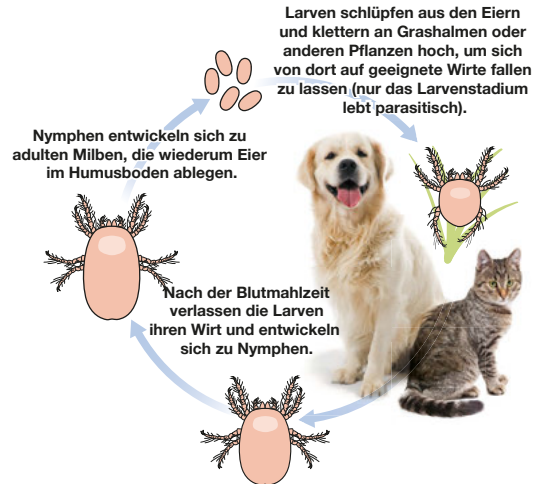 Larven schlüpfen aus den Eiern
und klettern an Grashalmen oder
anderen Pflanzen hoch, um sich
von dort auf geeignete Wirte fallen
zu lassen (nur das Larvenstadium
lebt parasitisch).
Nymphen entwickeln sich zu
adulten Milben, die wiederum Eier
im Humusboden ablegen.
Nach der Blutmahlzeit
verlassen die Larven
ihren Wirt und entwickeln
sich zu Nymphen.